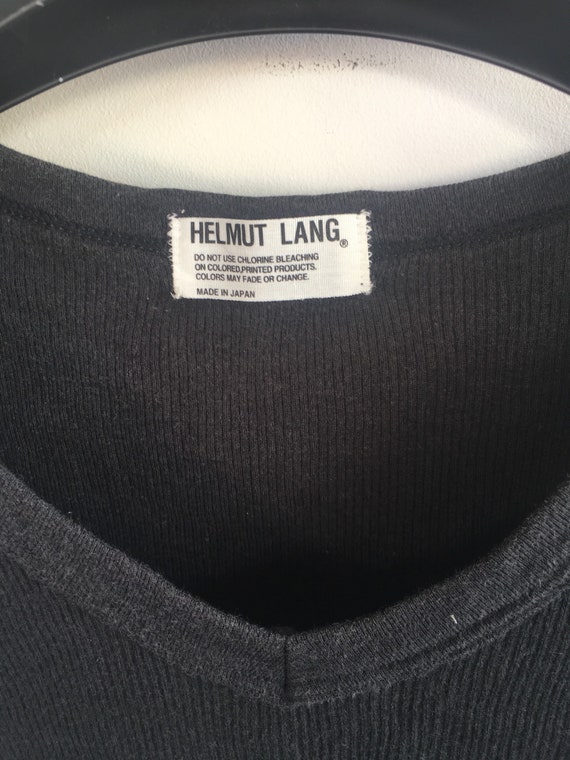 HELMUT LANG®
DO NOT USE CHLORINE BLEACHING
ON COLORED,PRINTED PRODUCTS.
COLORS MAY FADE OR CHANGE.
MADE IN JAPAN